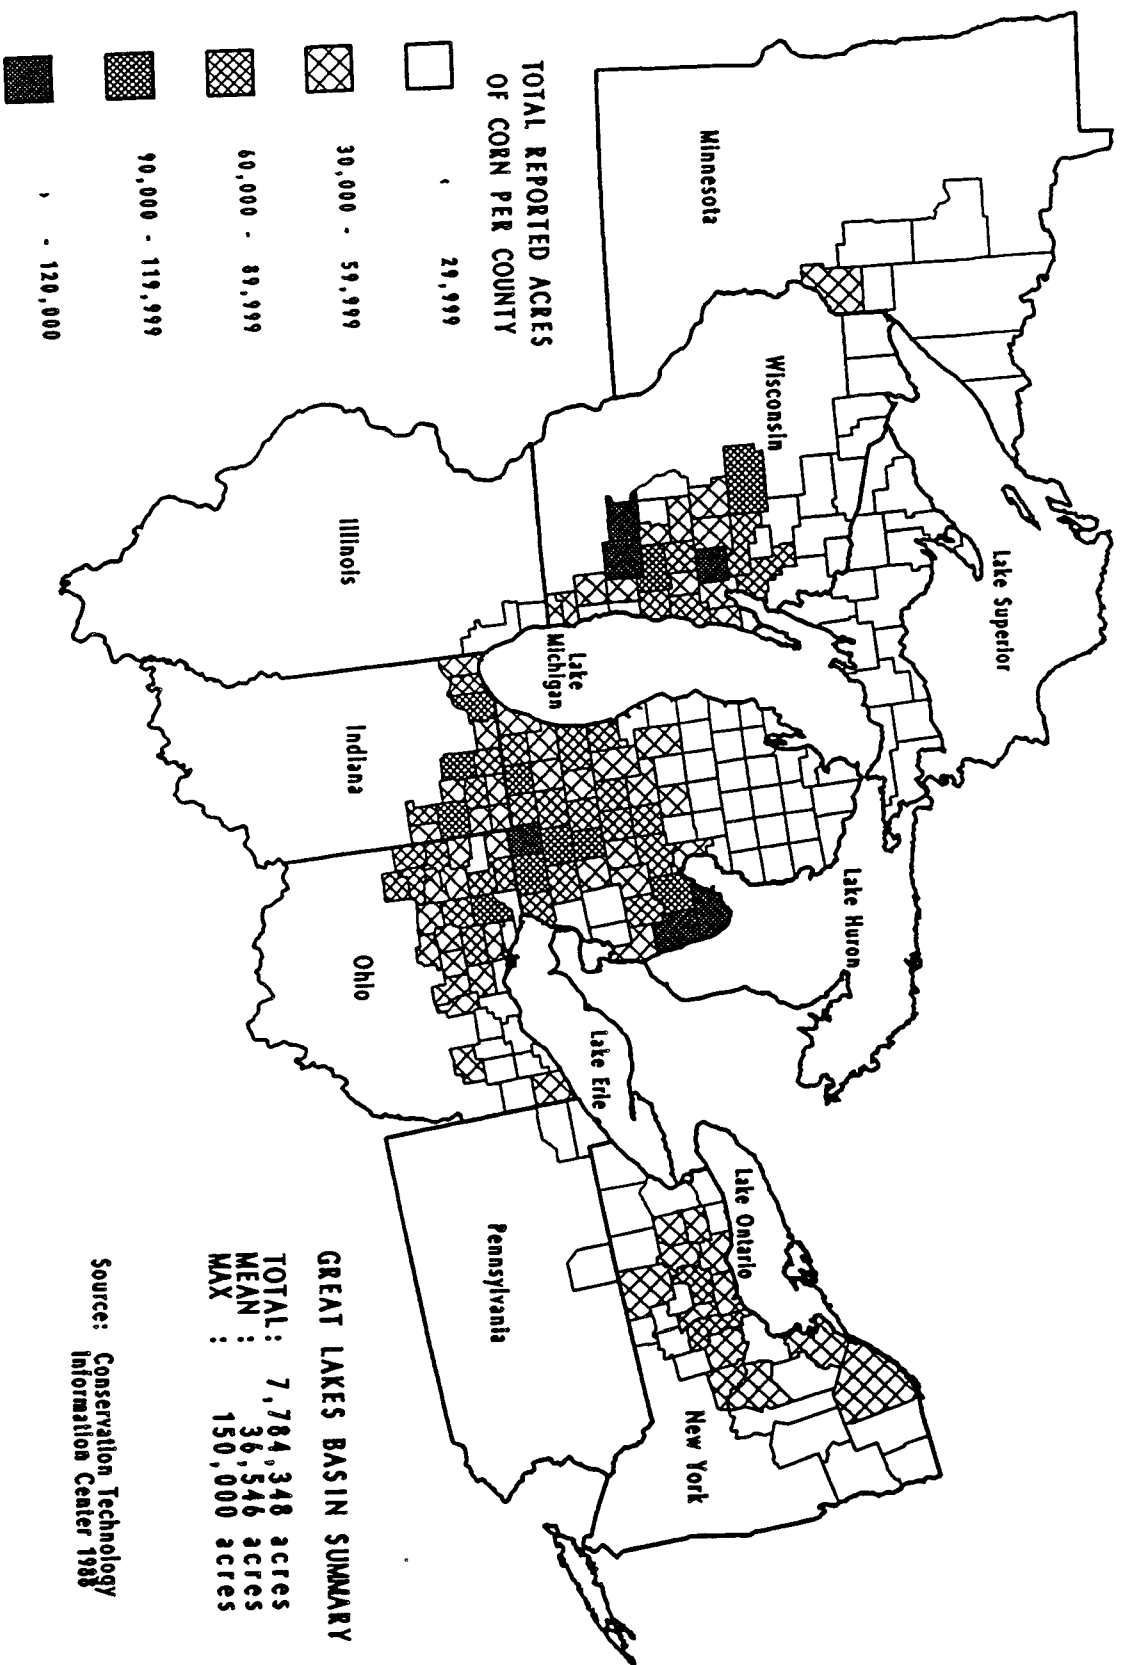 Minnesota
Wisconsin
Lake Superior
Lake
Michigan
Lake Huron
Illinois
Indiana
Ohio
Lake Erie
Lake Ontario
Pennsylvania
New York
TOTAL REPORTED ACRES
OF CORN PER COUNTY
‹ 29,999
30,000 - 59,999
60,000 - 89,999
90,000 - 119,999
› - 120,000
GREAT LAKES BASIN SUMMARY
TOTAL: 7,784,348 acres
MEAN : 36,546 acres
MAX : 150,000 acres
Source: Conservation Technology
Information Center 1988